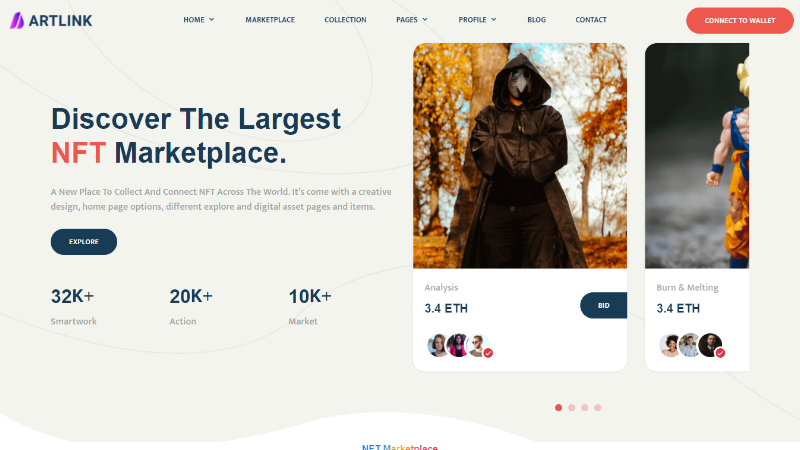 ARTLINK
HOME
MARKETPLACE
COLLECTION
PAGES
PROFILE
BLOG
CONTACT
CONNECT TO WALLET
Discover The Largest
NFT Marketplace.
A New Place To Collect And Connect NFT Across The World. It's come with a creative
design, home page options, different explore and digital asset pages and items.
EXPLORE
32K+
20K+
10K+
Smartwork
Action
Market
Analysis
3.4 ETH
BID
Burn & Melting
3.4 ETH
NFT Marketplace